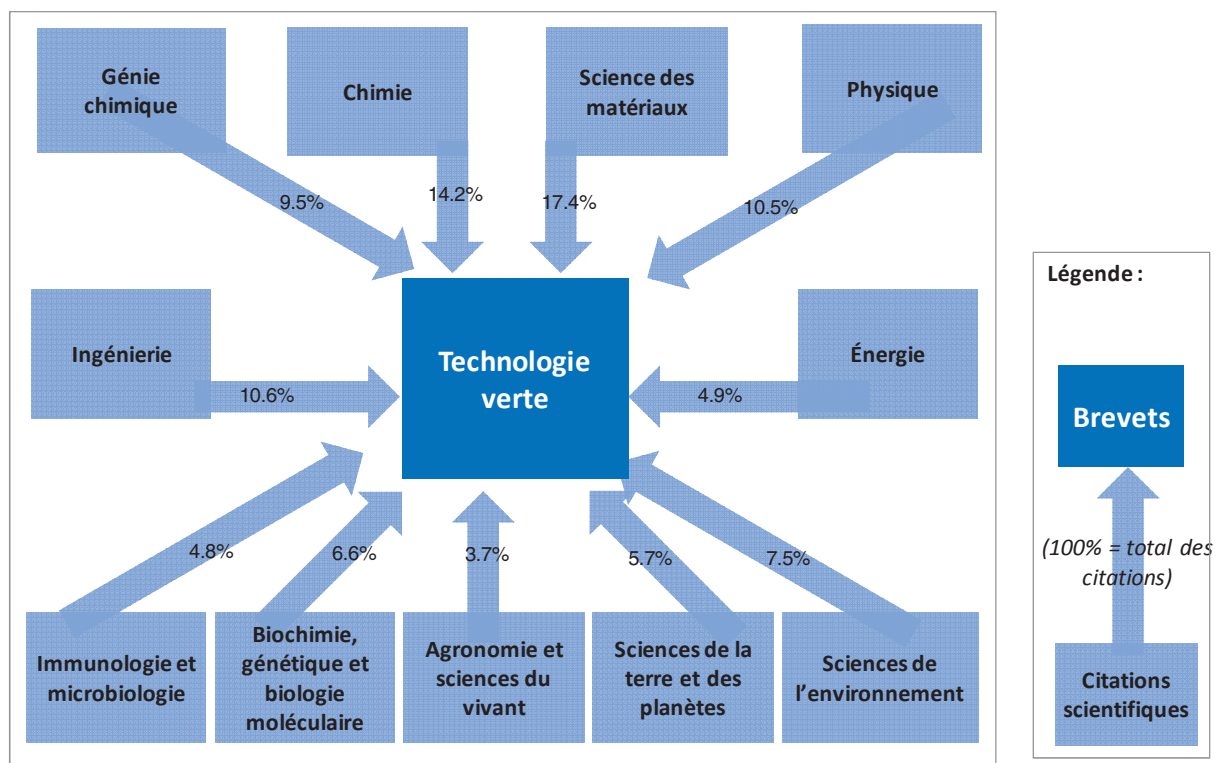 Génie
chimique
Chimie
Science des
matériaux
Physique
9.5%
14.2%
17.4%
10.5%
Ingénierie
10.6%
Technologie
verte
Énergie
4.9%
4.8%
6.6%
3.7%
5.7%
7.5%
Immunologie et
microbiologie
Biochimie,
génétique et
biologie
moléculaire
Agronomie et
sciences du
vivant
Sciences de la
terre et des
planètes
Sciences de
l’environnement
Légende :
Brevets
(100% = total des
citations)
Citations
scientifiques